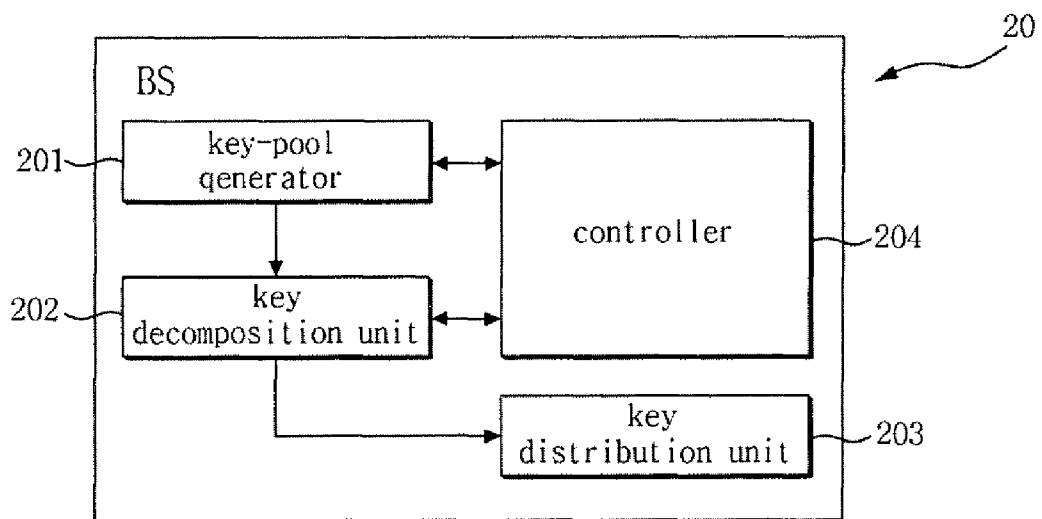 20
BS
201
key-pool
qenerator
controller
204
202
key
decomposition unit
key
distribution unit
203